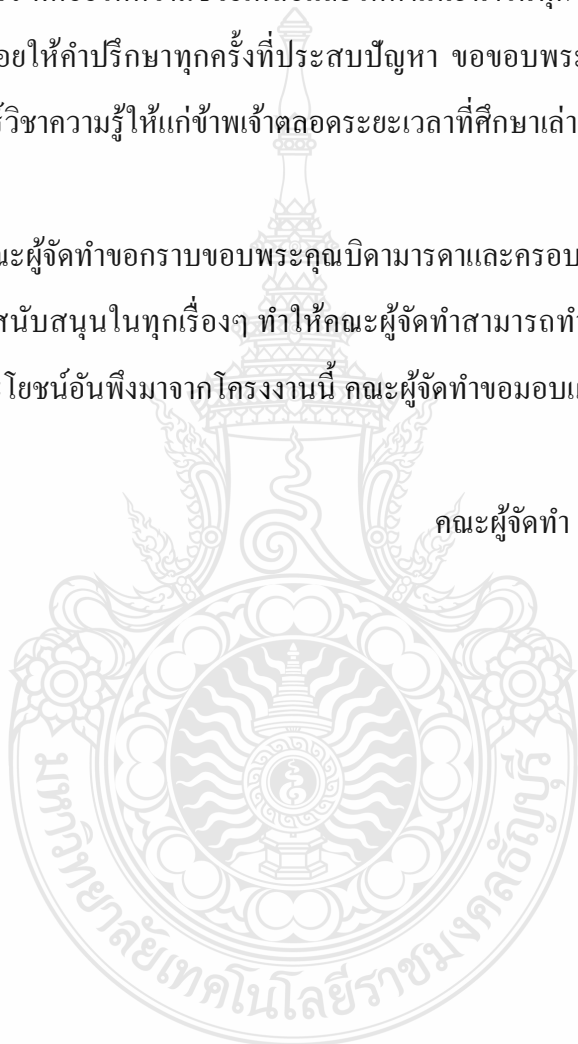 อยให้คำปรึกษาทุกครั้งที่ประสบปัญหา ขอขอบพระ
วิชาความรู้ให้แก่ข้าพเจ้าตลอดระยะเวลาที่ศึกษาเล่า
ณะผู้จัดทำขอกราบขอบพระคุณบิดามารดาและครอบ
สนับสนุนในทุกเรื่องๆ ทำให้คณะผู้จัดทำสามารถทำ
ะโยชน์อันพึงมาจากโครงงานนี้ คณะผู้จัดทำขอมอบแ
คณะผู้จัดทำ
มหาวิทยาลัยเทคโนโลยีราชมงคลธัญบุรี